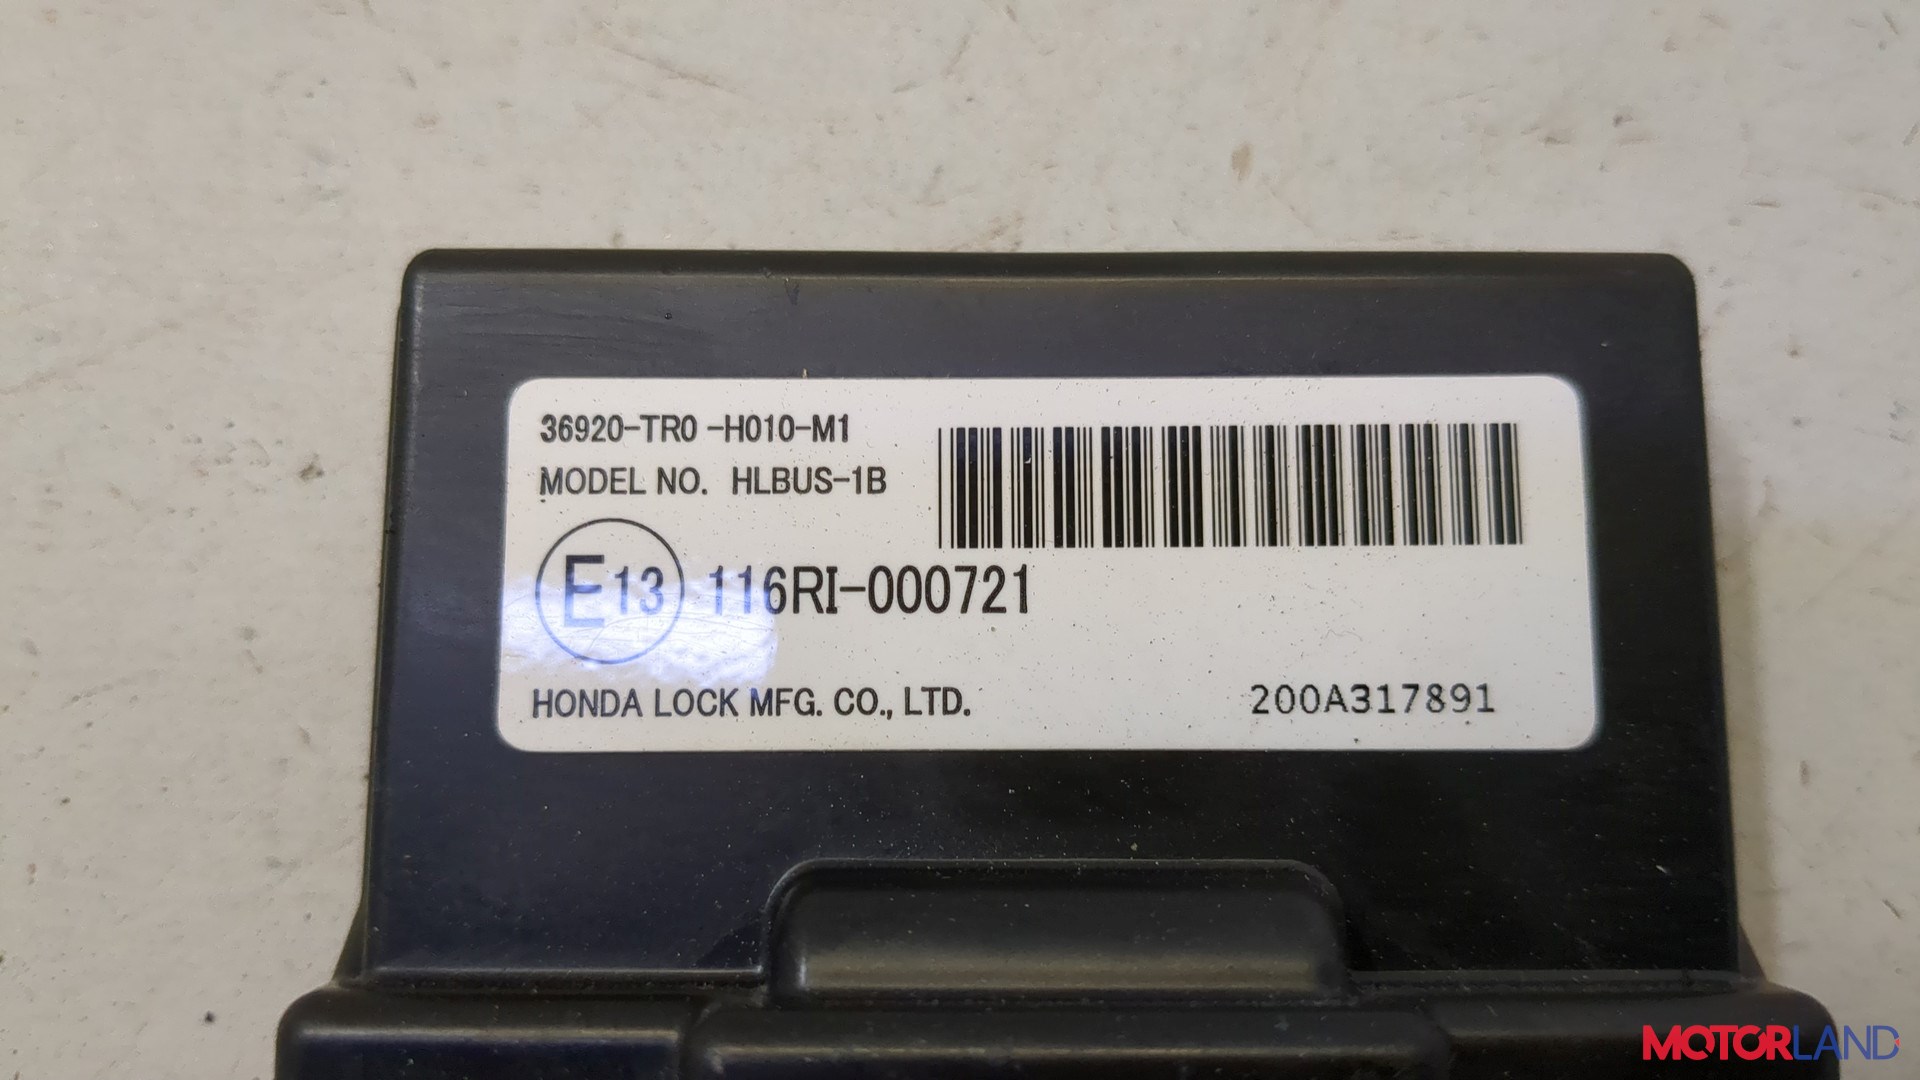 36920-TR0 -H010-M1
MODEL NO. HLBUS-1B
E13 116RI-000721
HONDA LOCK MFG. CO., LTD. 200A317891
MOTORLAND